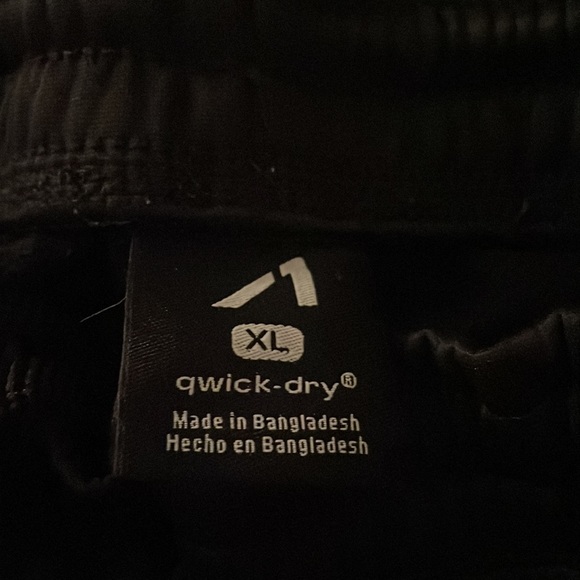 XL
qwick-dry®
Made in Bangladesh
Hecho en Bangladesh